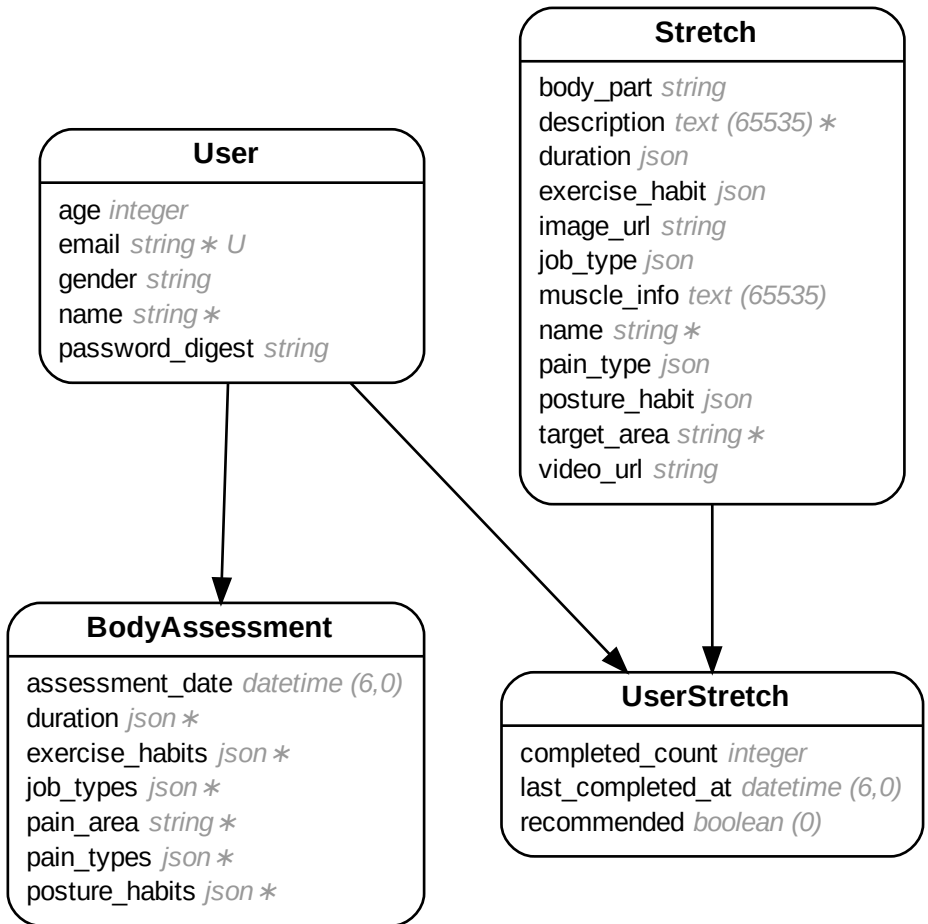 Stretch
body_part string
description text (65535) ∗
duration json
exercise_habit json
image_url string
job_type json
muscle_info text (65535)
name string ∗
pain_type json
posture_habit json
target_area string ∗
video_url string
User
age integer
email string ∗ U
gender string
name string ∗
password_digest string
BodyAssessment
assessment_date datetime (6,0)
duration json ∗
exercise_habits json ∗
job_types json ∗
pain_area string ∗
pain_types json ∗
posture_habits json ∗
UserStretch
completed_count integer
last_completed_at datetime (6,0)
recommended boolean (0)